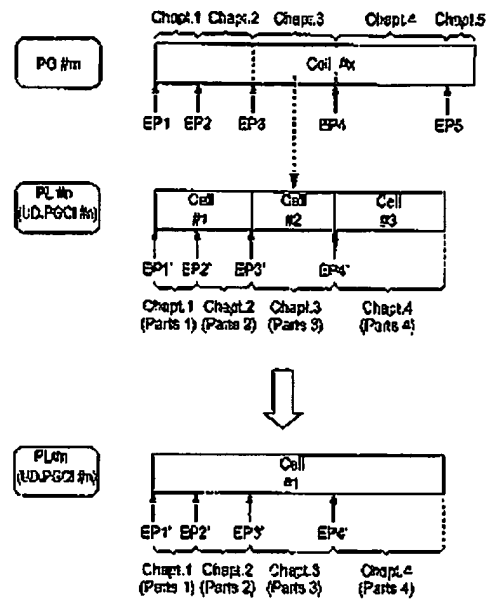 Chapt.1 Chapt.2 Chapt.3 Chapt.4 Chapt.5
PG #m
Cell #x
EP1 EP2 EP3 EP4 EP5
PL #n
(UD.PGCI #n)
Cell
#1
Cell
#2
Cell
#3
EP1' EP2' EP3' EP4'
Chapt.1 Chapt.2 Chapt.3 Chapt.4
(Parts 1) (Parts 2) (Parts 3) (Parts 4)
PL#n
(UD.PGCI #n)
Cell
#1
EP1' EP2' EP3' EP4'
Chapt.1 Chapt.2 Chapt.3 Chapt.4
(Parts 1) (Parts 2) (Parts 3) (Parts 4)